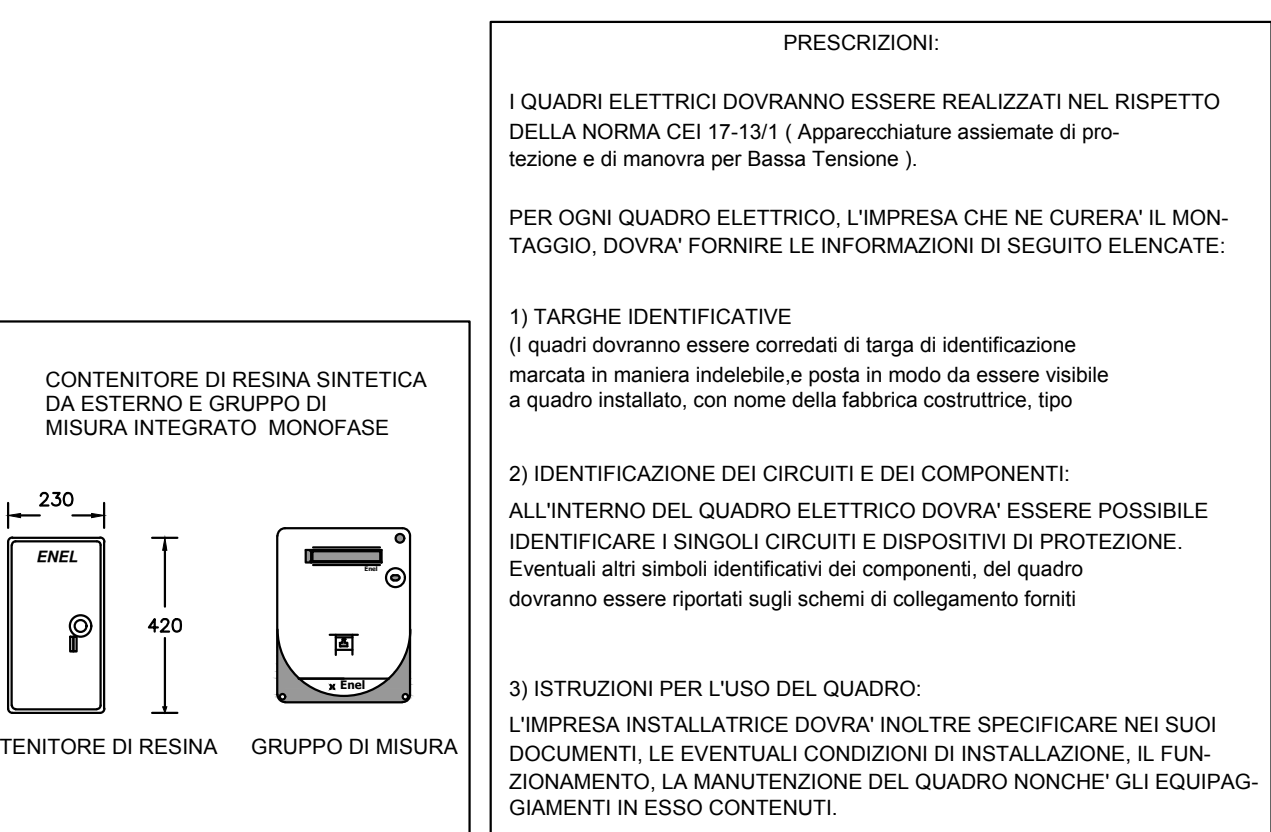 PRESCRIZIONI:
I QUADRI ELETTRICI DOVRANNO ESSERE REALIZZATI NEL RISPETTO
DELLA NORMA CEI 17-13/1 ( Apparecchiature assiemate di pro-
tezione e di manovra per Bassa Tensione ).
PER OGNI QUADRO ELETTRICO, L'IMPRESA CHE NE CURERA' IL MON-
TAGGIO, DOVRA' FORNIRE LE INFORMAZIONI DI SEGUITO ELENCATE:
1) TARGHE IDENTIFICATIVE
(I quadri dovranno essere corredati di targa di identificazione
marcata in maniera indelebile,e posta in modo da essere visibile
a quadro installato, con nome della fabbrica costruttrice, tipo
2) IDENTIFICAZIONE DEI CIRCUITI E DEI COMPONENTI:
ALL'INTERNO DEL QUADRO ELETTRICO DOVRA' ESSERE POSSIBILE
IDENTIFICARE I SINGOLI CIRCUITI E DISPOSITIVI DI PROTEZIONE.
Eventuali altri simboli identificativi dei componenti, del quadro
dovranno essere riportati sugli schemi di collegamento forniti
3) ISTRUZIONI PER L'USO DEL QUADRO:
L'IMPRESA INSTALLATRICE DOVRA' INOLTRE SPECIFICARE NEI SUOI
DOCUMENTI, LE EVENTUALI CONDIZIONI DI INSTALLAZIONE, IL FUN-
ZIONAMENTO, LA MANUTENZIONE DEL QUADRO NONCHE' GLI EQUIPAG-
GIAMENTI IN ESSO CONTENUTI.
CONTENITORE DI RESINA SINTETICA
DA ESTERNO E GRUPPO DI
MISURA INTEGRATO MONOFASE
230
ENEL
420
Enel
x Enel
TENITORE DI RESINA
GRUPPO DI MISURA